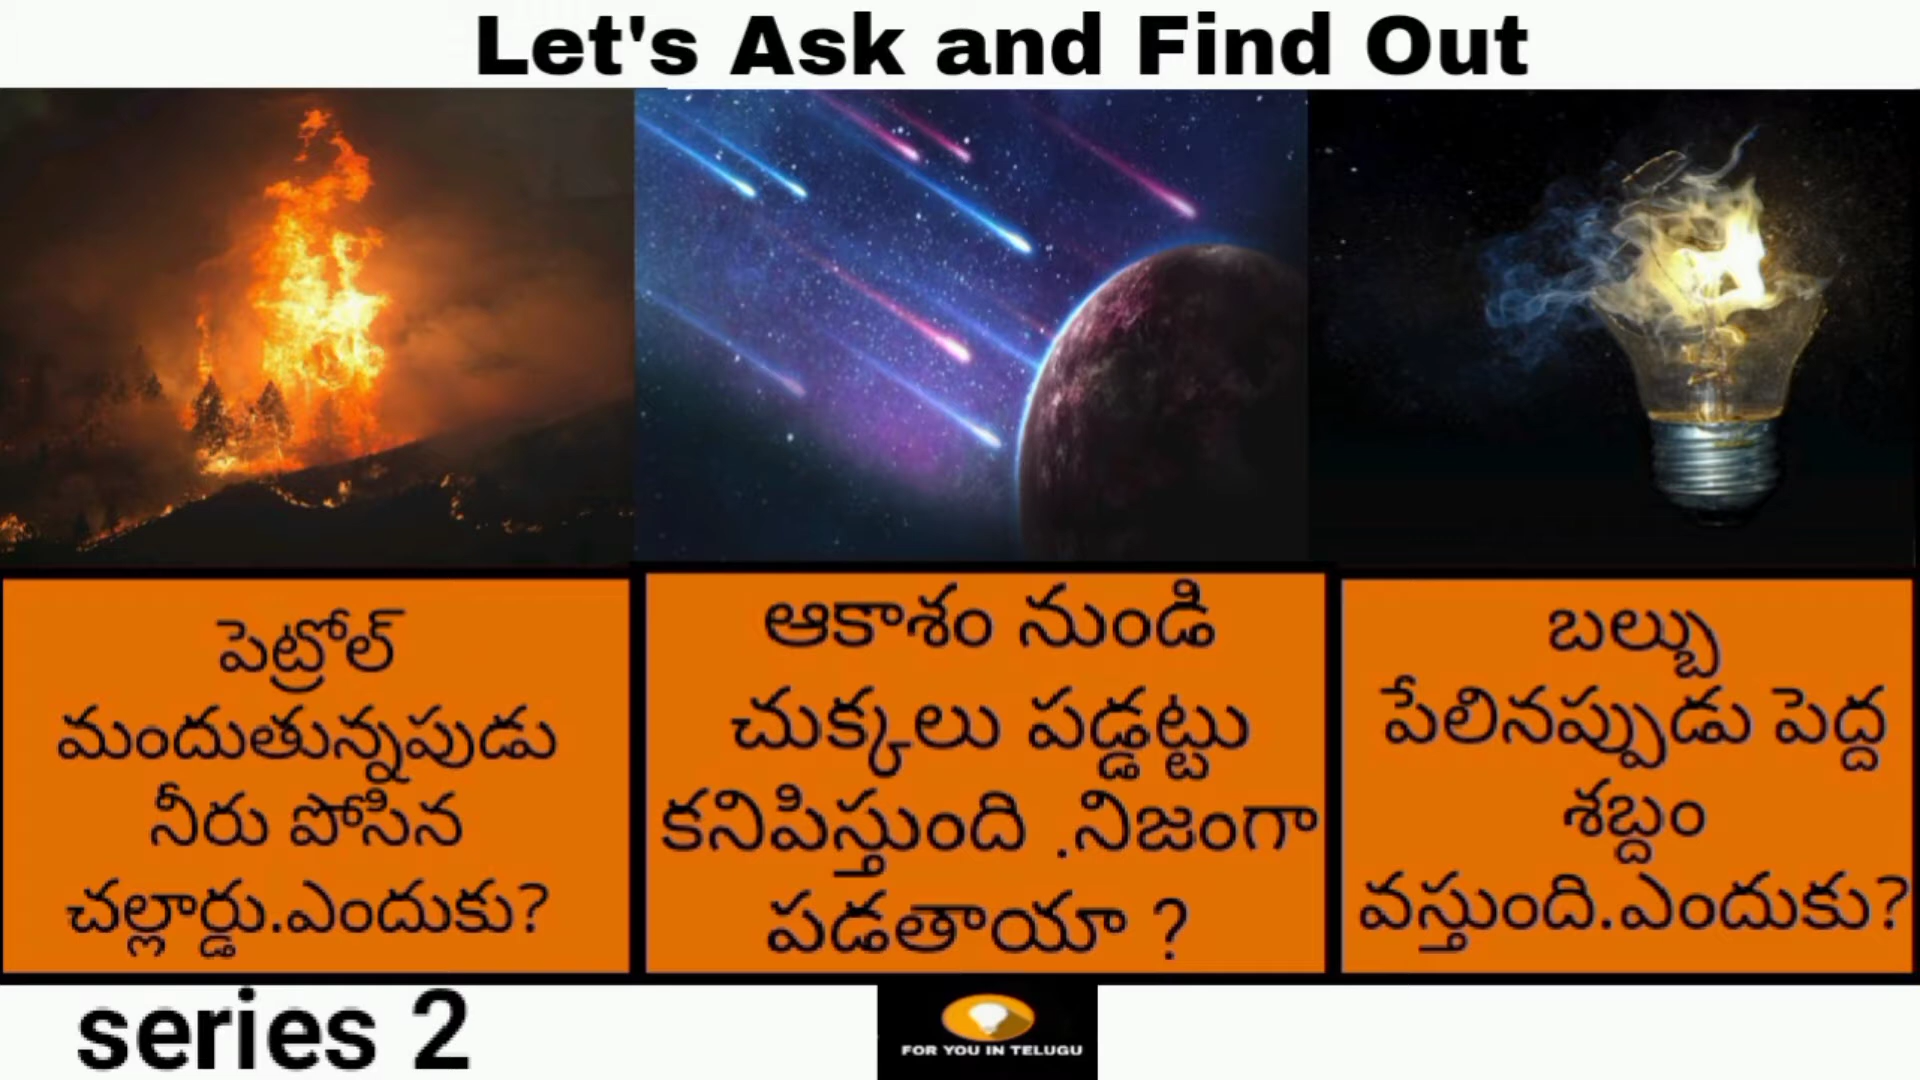 Let's Ask and Find Out
పెట్రోల్
మందుతున్నపుడు
నీరు పోసిన
చల్లార్డు.ఎందుకు?
ఆకాశం నుండి
చుక్కలు పడ్డట్టు
కనిపిస్తుంది .నిజంగా
పడతాయా ?
బల్బు
పేలినప్పుడు పెద్ద
శబ్దం
వస్తుంది.ఎందుకు?
series 2
FOR YOU IN TELUGU